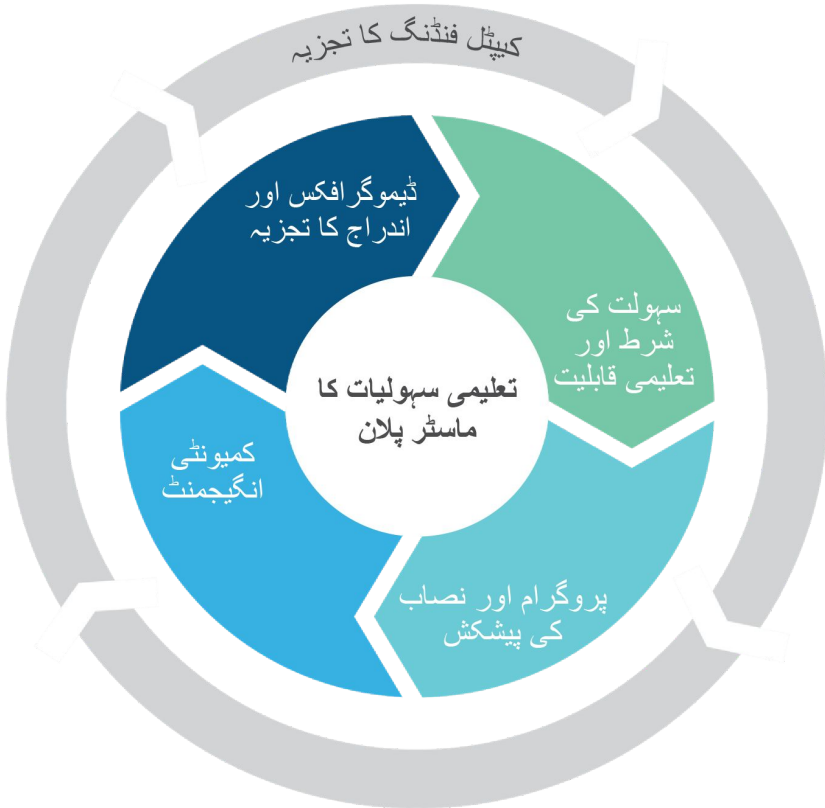 کیپٹل فنڈنگ کا تجزیہ
ڈیموگرافکس اور
اندراج کا تجزیہ
سہولت کی
شرط اور
تعلیمی قابلیت
تعلیمی سہولیات کا
ماسٹر پلان
کمیونٹی
انگیجمنٹ
پروگرام اور نصاب
کی پیشکش